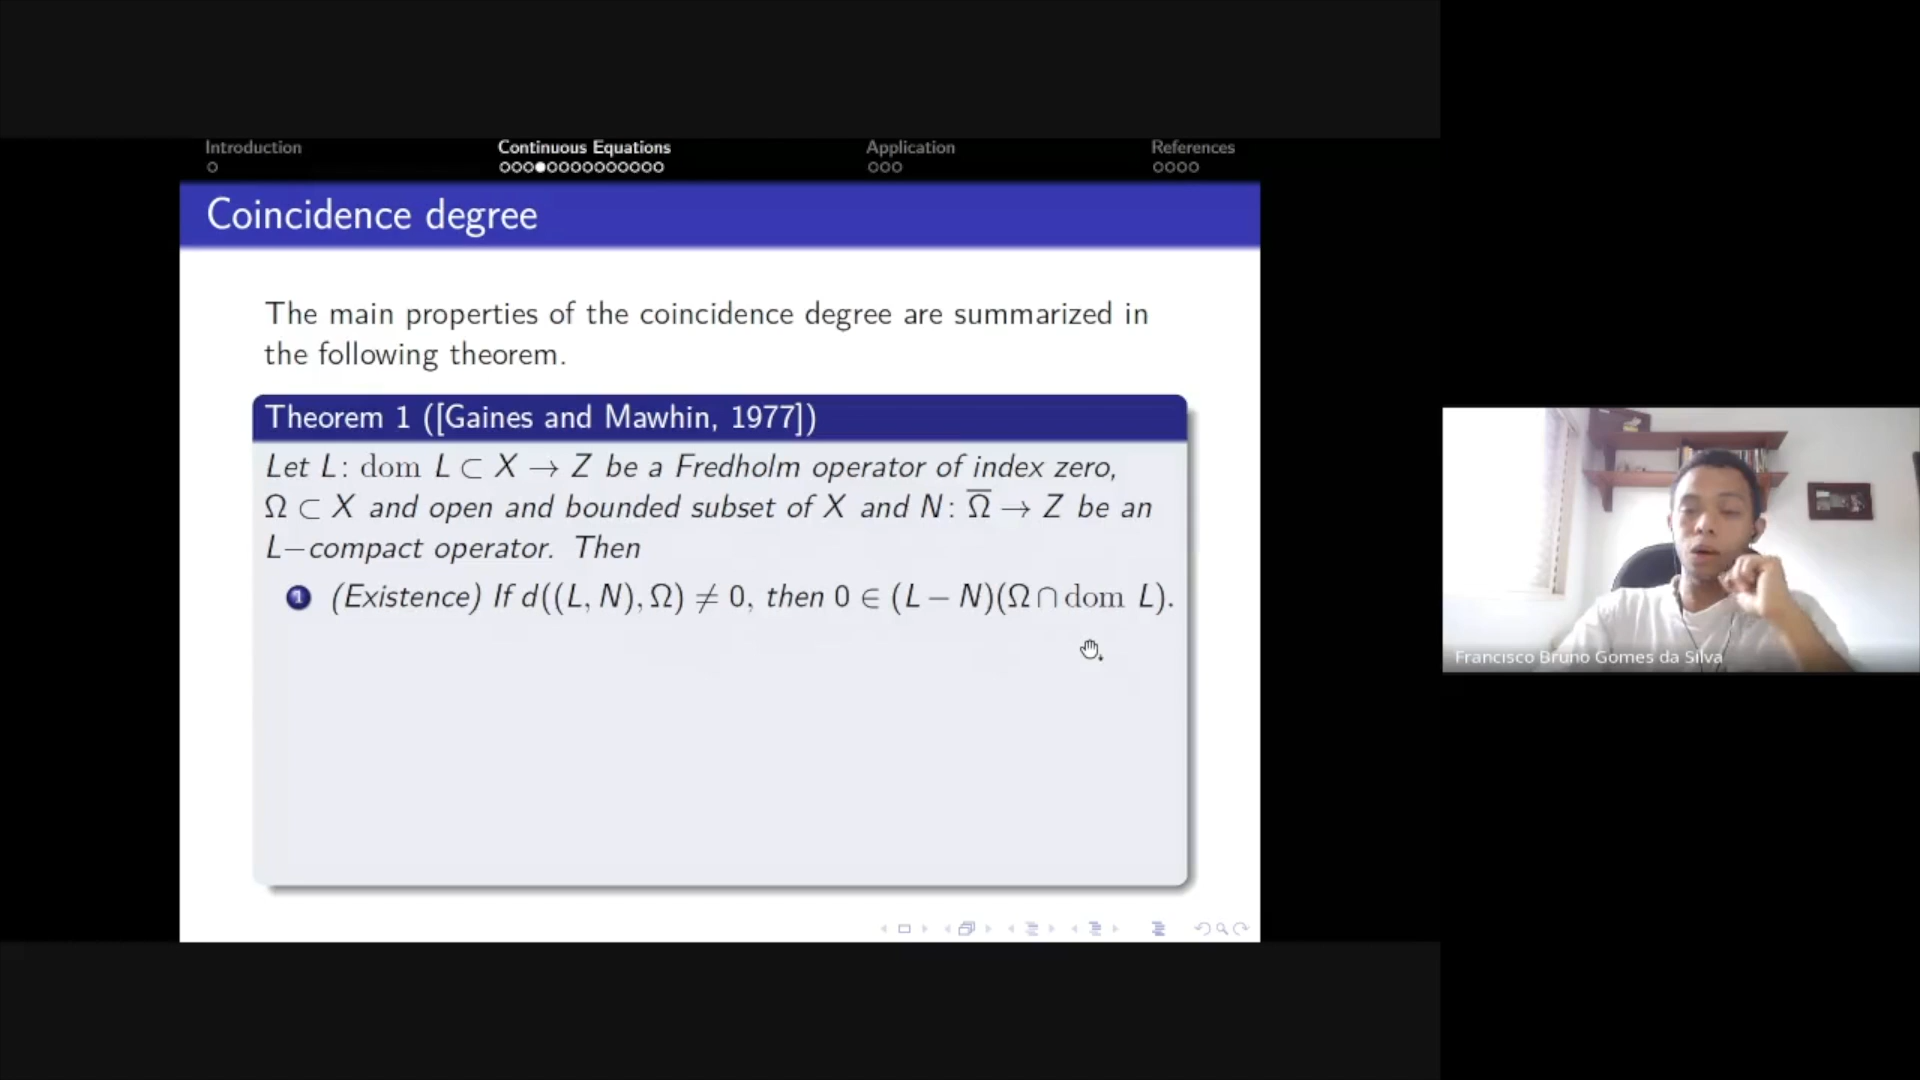 Introduction
Continuous Equations
Application
References
Coincidence degree
The main properties of the coincidence degree are summarized in
the following theorem.
Theorem 1 ([Gaines and Mawhin, 1977])
Let L: dom L ⊂ X → Z be a Fredholm operator of index zero,
Ω ⊂ X and open and bounded subset of X and N: Ω̅ → Z be an
L−compact operator. Then
1 (Existence) If d((L, N), Ω) ≠ 0, then 0 ∈ (L − N)(Ω ∩ dom L).
Francisco Bruno Gomes da Silva